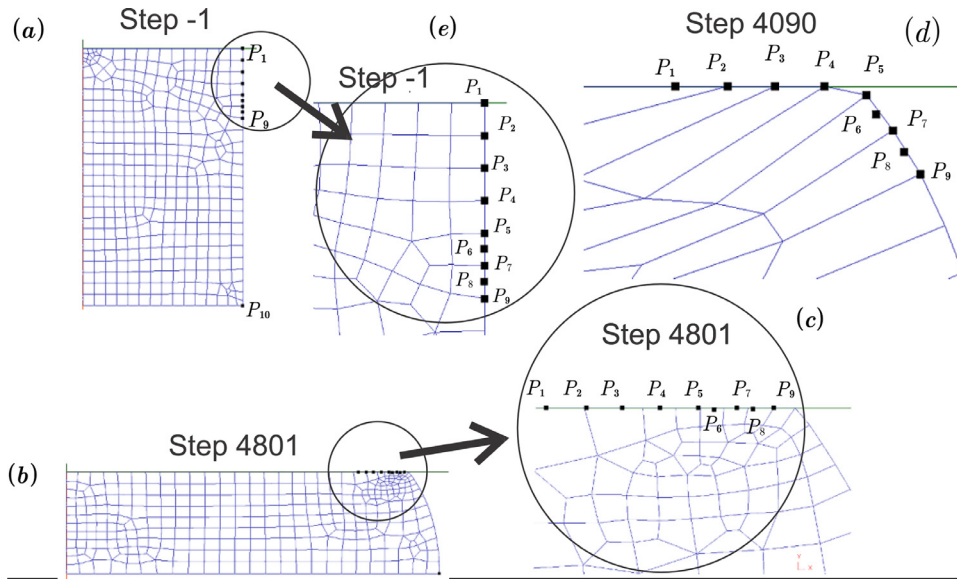 (a)
Step -1
P1
P9
P10
(e)
Step -1
P1
P2
P3
P4
P5
P6
P7
P8
P9
Step 4090
(d)
P1 P2 P3 P4 P5
P6 P7
P8 P9
(b)
Step 4801
(c)
Step 4801
P1 P2 P3 P4 P5 P7 P9
P6 P8
Y
X